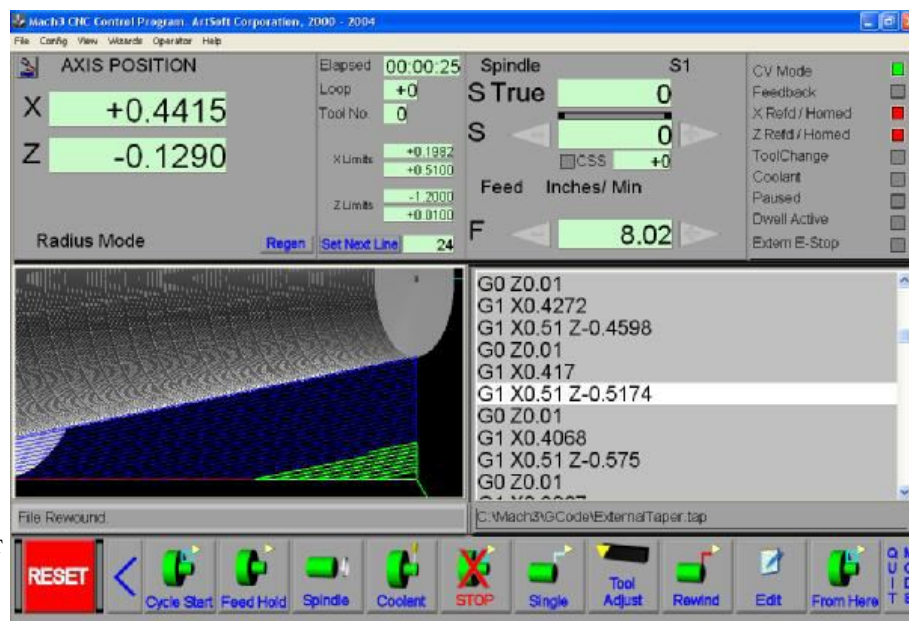 Mach3 CNC Control Program. ArtSoft Corporation, 2000 - 2004
File Config View Wizards Operator Help
AXIS POSITION
X +0.4415
Z -0.1290
Radius Mode
Regen
Elapsed 00:00:25
Loop +0
Tool No. 0
X Limits +0.1982
+0.5100
Z Limits -1.2000
+0.0100
Set Next Line 24
Spindle S1
S True 0
S 0
CSS +0
Feed Inches/ Min
F 8.02
CV Mode
Feedback
X Refd / Homed
Z Refd / Homed
ToolChange
Coolant
Paused
Dwell Active
Extern E-Stop
G0 Z0.01
G1 X0.4272
G1 X0.51 Z-0.4598
G0 Z0.01
G1 X0.417
G1 X0.51 Z-0.5174
G0 Z0.01
G1 X0.4068
G1 X0.51 Z-0.575
G0 Z0.01
File Rewound.
C:\Mach3\GCode\ExternalTaper.tap
RESET
Cycle Start
Feed Hold
Spindle
Coolant
STOP
Single
Tool
Adjust
Rewind
Edit
From Here
QUIT